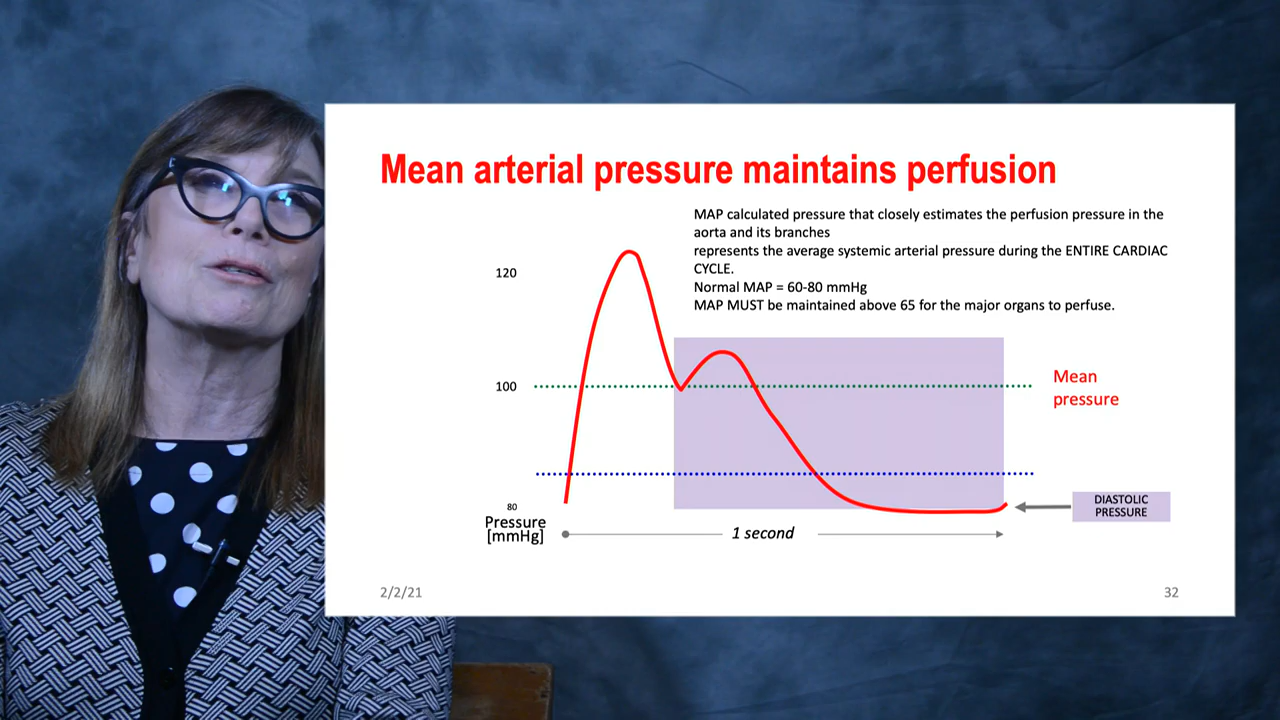 Mean arterial pressure maintains perfusion
MAP calculated pressure that closely estimates the perfusion pressure in the
aorta and its branches
represents the average systemic arterial pressure during the ENTIRE CARDIAC
CYCLE.
Normal MAP = 60-80 mmHg
MAP MUST be maintained above 65 for the major organs to perfuse.
120
100
Mean
pressure
80
Pressure
[mmHg]
1 second
DIASTOLIC
PRESSURE
2/2/21
32